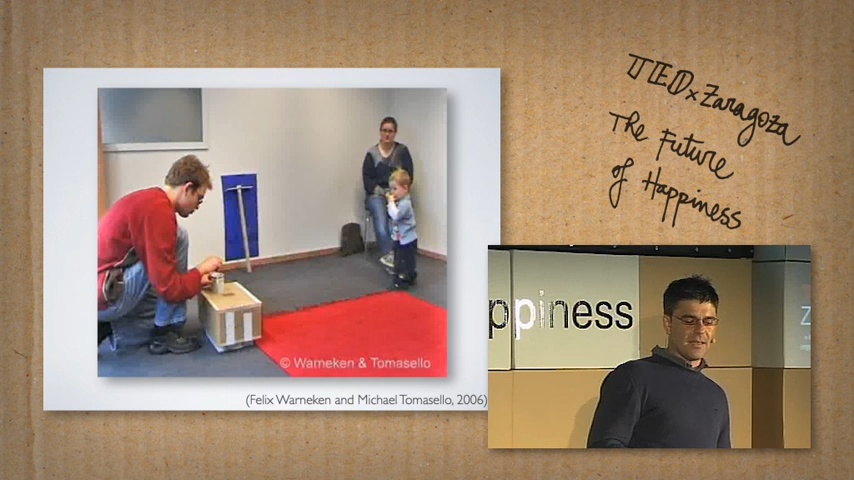 TEDxZaragoza
The Future
of Happiness
© Warneken & Tomasello
(Felix Warneken and Michael Tomasello, 2006)
ppiness
Z